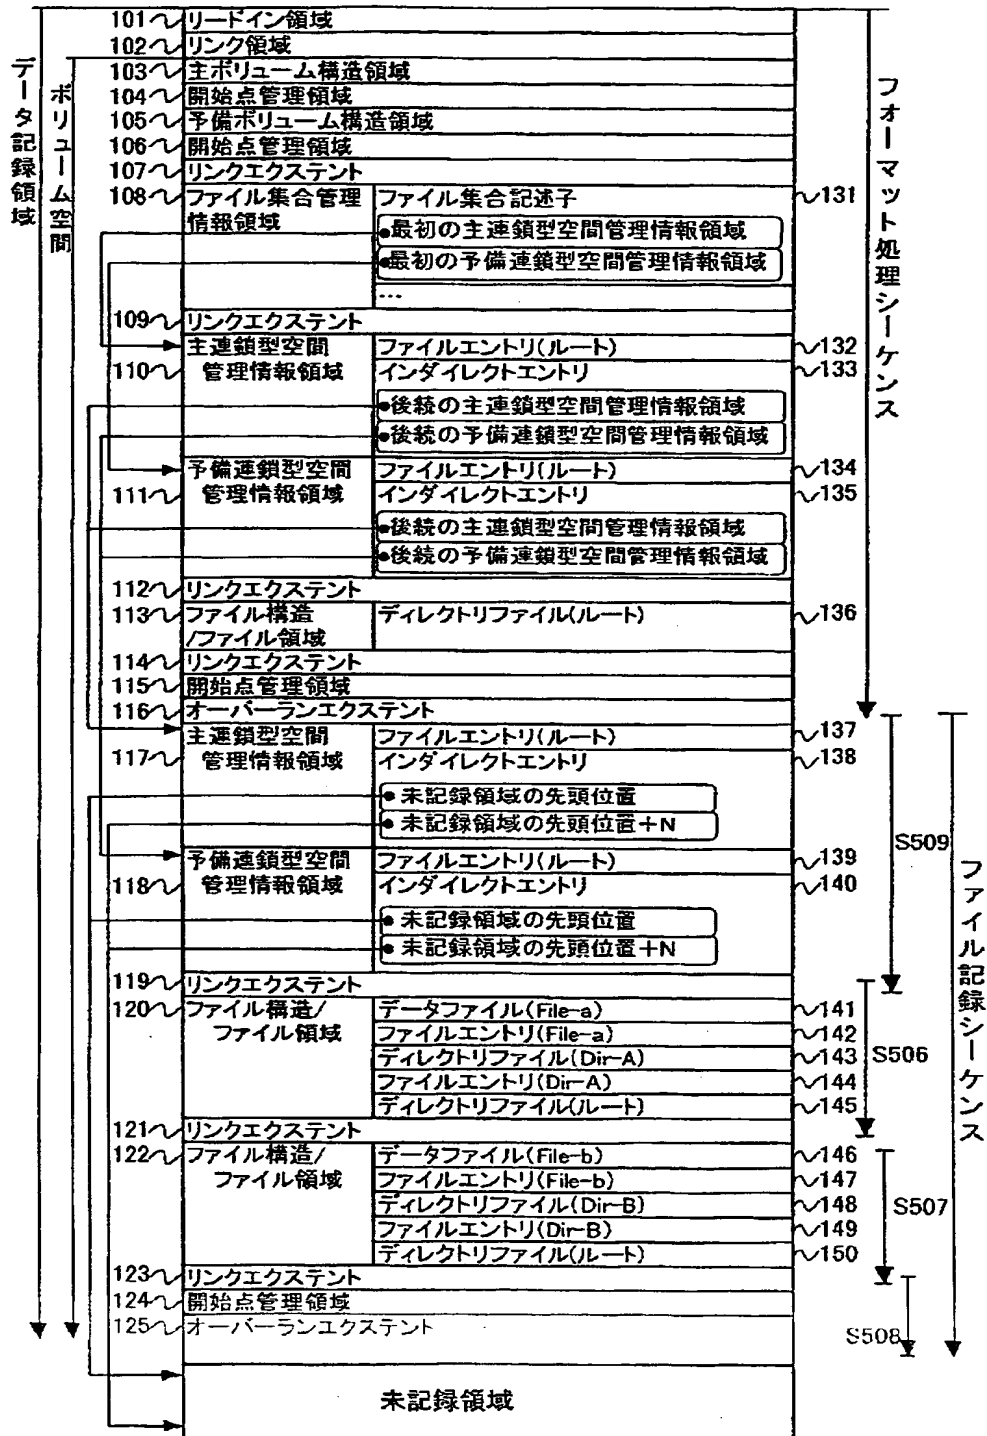 データ記録領域
ボリューム空間
フォーマット処理シーケンス
101 リードイン領域
102 リンク領域
103 主ボリューム構造領域
104 開始点管理領域
105 予備ボリューム構造領域
106 開始点管理領域
107 リンクエクステント
108 ファイル集合管理 ファイル集合記述子 131
情報領域
最初の主連鎖型空間管理情報領域
最初の予備連鎖型空間管理情報領域
...
109 リンクエクステント
主連鎖型空間 ファイルエントリ(ルート) 132
110 管理情報領域 インダイレクトエントリ 133
後続の主連鎖型空間管理情報領域
後続の予備連鎖型空間管理情報領域
予備連鎖型空間 ファイルエントリ(ルート) 134
111 管理情報領域 インダイレクトエントリ 135
後続の主連鎖型空間管理情報領域
後続の予備連鎖型空間管理情報領域
112 リンクエクステント
113 ファイル構造 ディレクトリファイル(ルート) 136
/ファイル領域
114 リンクエクステント
115 開始点管理領域
116 オーバーランエクステント
主連鎖型空間 ファイルエントリ(ルート) 137
117 管理情報領域 インダイレクトエントリ 138
未記録領域の先頭位置
未記録領域の先頭位置+N
S509
予備連鎖型空間 ファイルエントリ(ルート) 139
118 管理情報領域 インダイレクトエントリ 140
未記録領域の先頭位置
未記録領域の先頭位置+N
ファイル記録シーケンス
119 リンクエクステント
120 ファイル構造/ データファイル(File-a) 141
ファイル領域 ファイルエントリ(File-a) 142
ディレクトリファイル(Dir-A) 143 S506
ファイルエントリ(Dir-A) 144
ディレクトリファイル(ルート) 145
121 リンクエクステント
122 ファイル構造/ データファイル(File-b) 146
ファイル領域 ファイルエントリ(File-b) 147
ディレクトリファイル(Dir-B) 148 S507
ファイルエントリ(Dir-B) 149
ディレクトリファイル(ルート) 150
123 リンクエクステント
124 開始点管理領域
125 オーバーランエクステント
S508
未記録領域